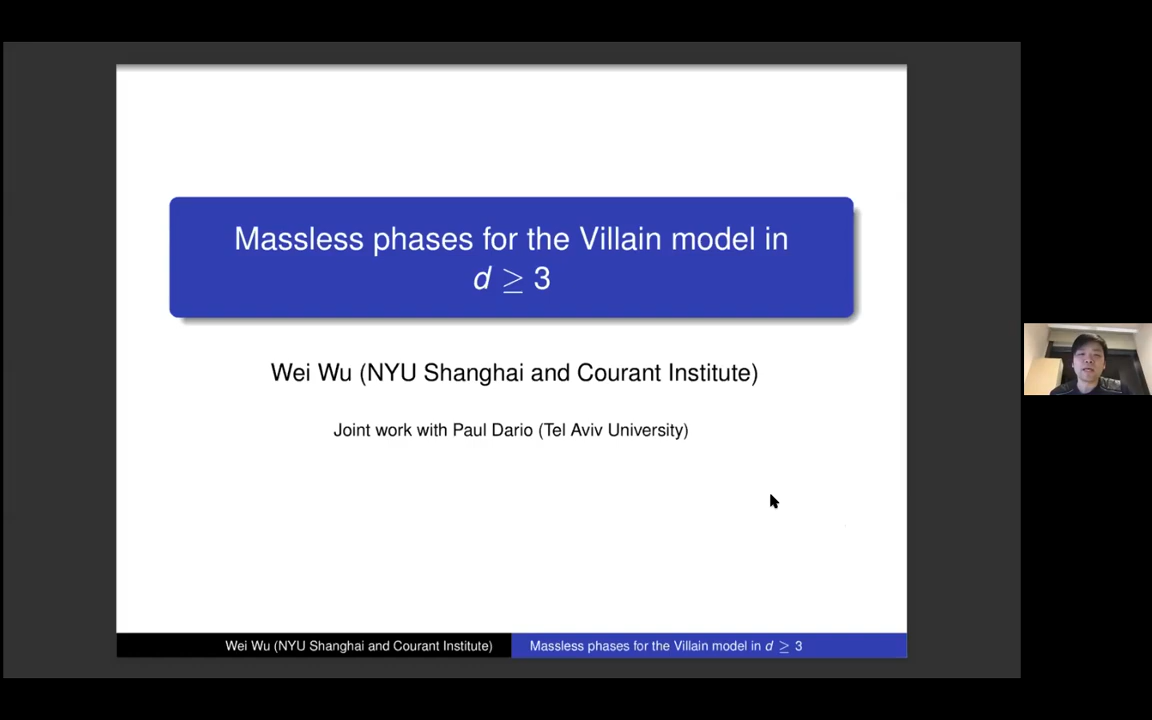 Massless phases for the Villain model in
d ≥ 3
Wei Wu (NYU Shanghai and Courant Institute)
Joint work with Paul Dario (Tel Aviv University)
Wei Wu (NYU Shanghai and Courant Institute)
Massless phases for the Villain model in d ≥ 3